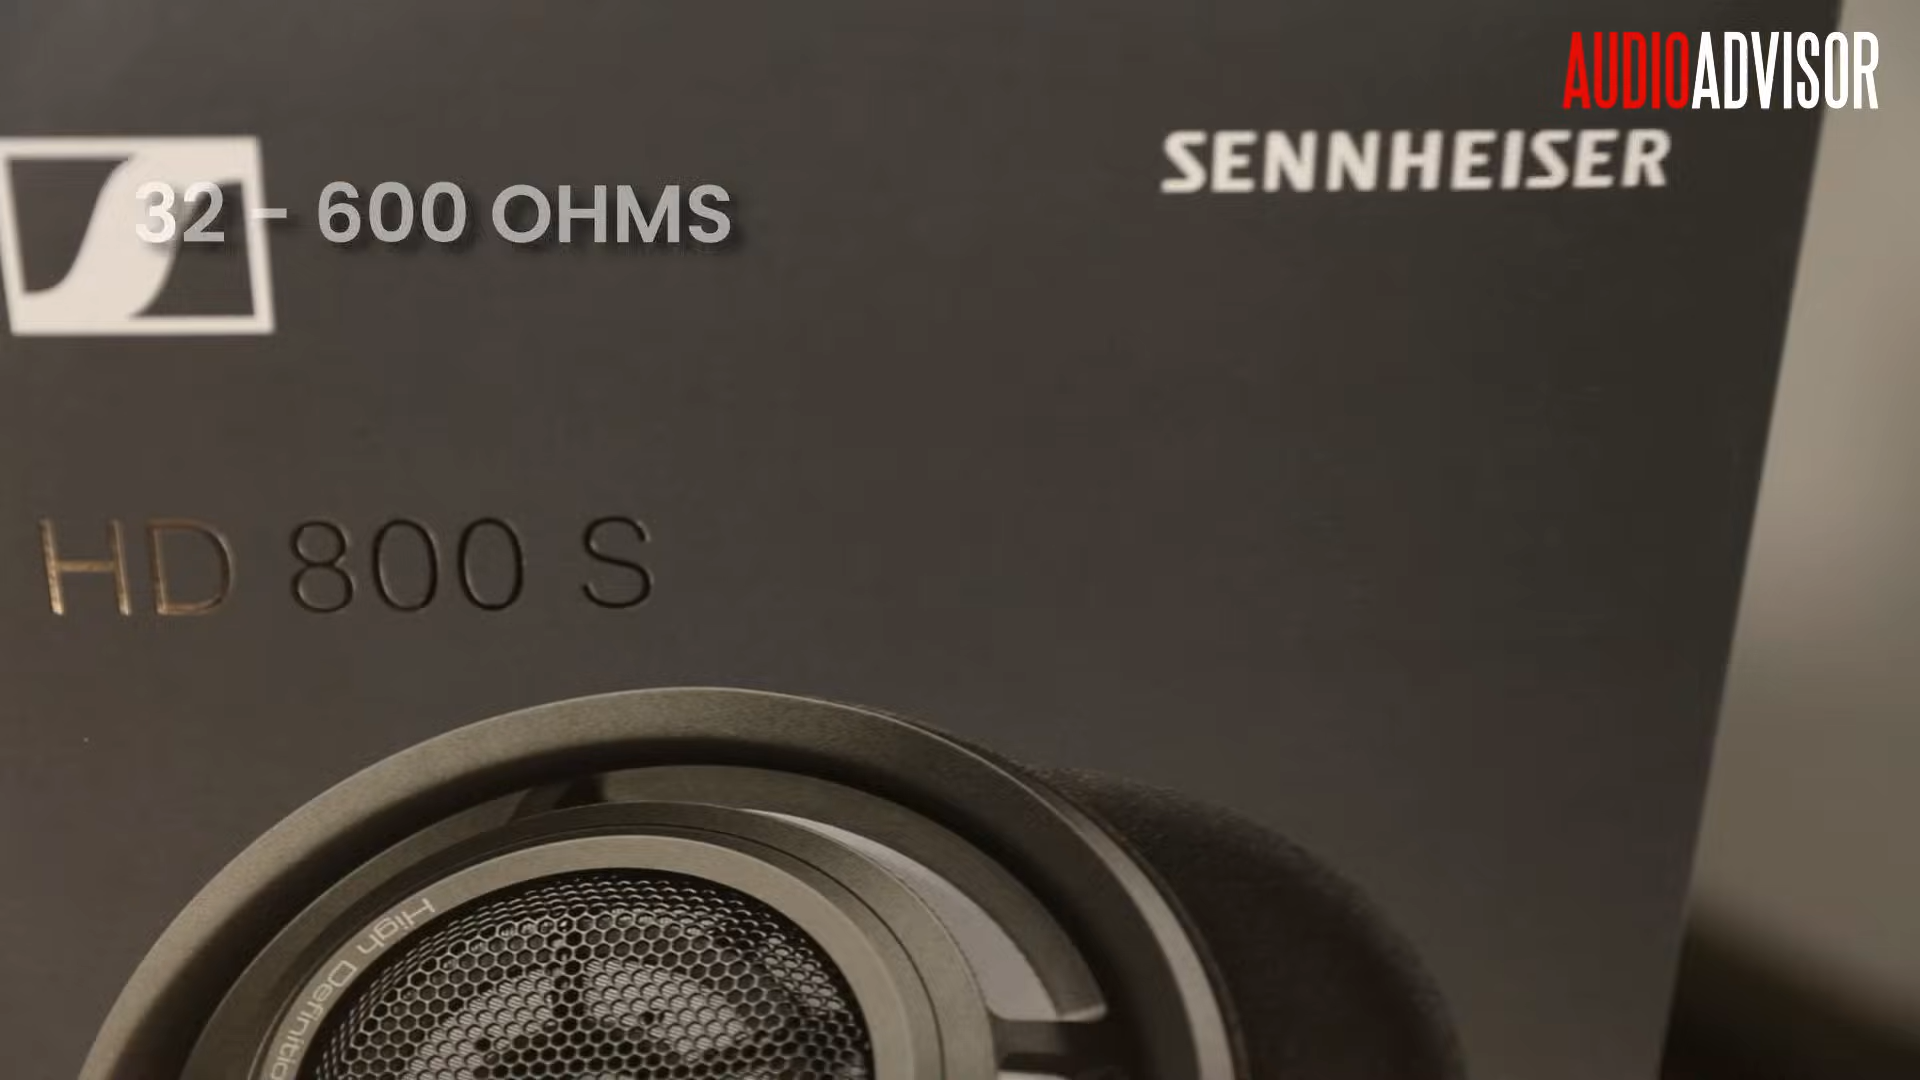 AUDIOADVISOR
SENNHEISER
32 - 600 OHMS
HD 800 S
High Definitio